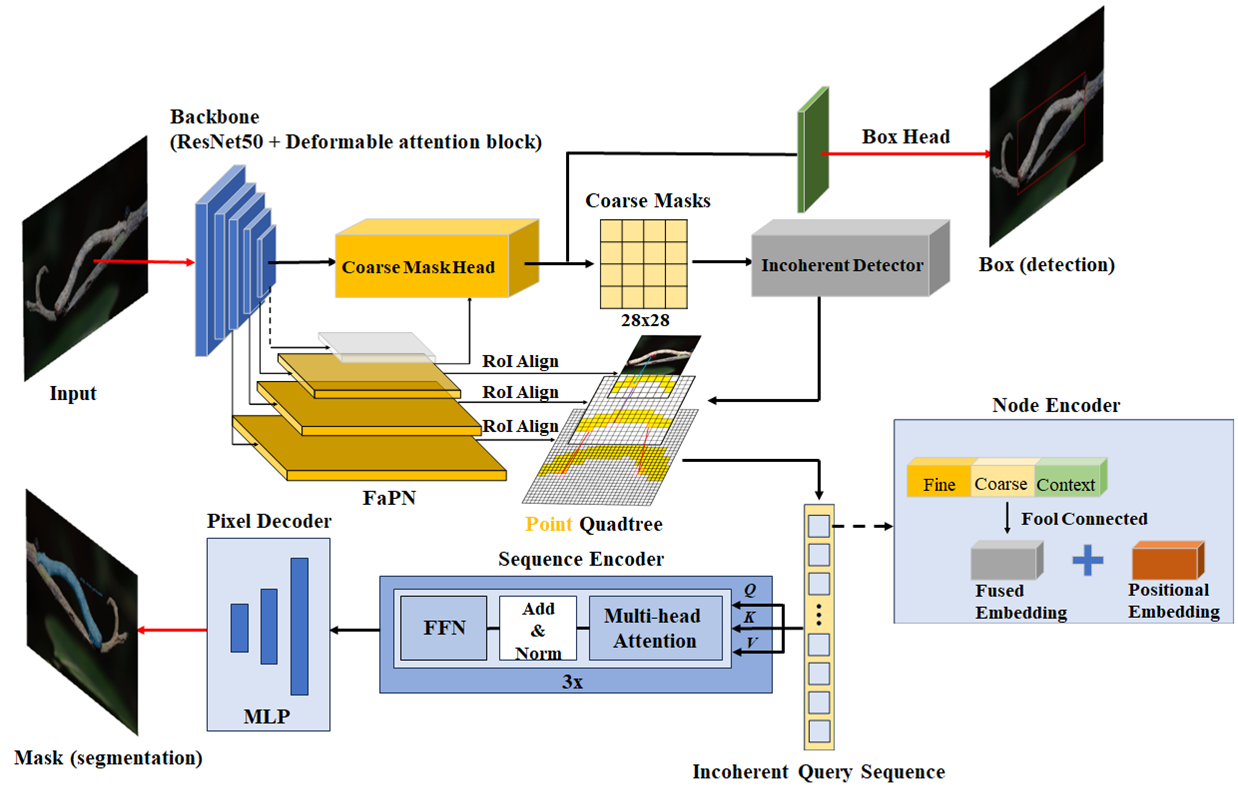 Backbone
(ResNet50 + Deformable attention block)
Box Head
Coarse Masks
Coarse Mask Head
Incoherent Detector
Box (detection)
28x28
Input
RoI Align
RoI Align
RoI Align
Node Encoder
FaPN
Point Quadtree
Fine Coarse Context
Fool Connected
Fused
Embedding
Positional
Embedding
Pixel Decoder
Sequence Encoder
Q
K
V
FFN
Add
&
Norm
Multi-head
Attention
3x
MLP
Mask (segmentation)
Incoherent Query Sequence